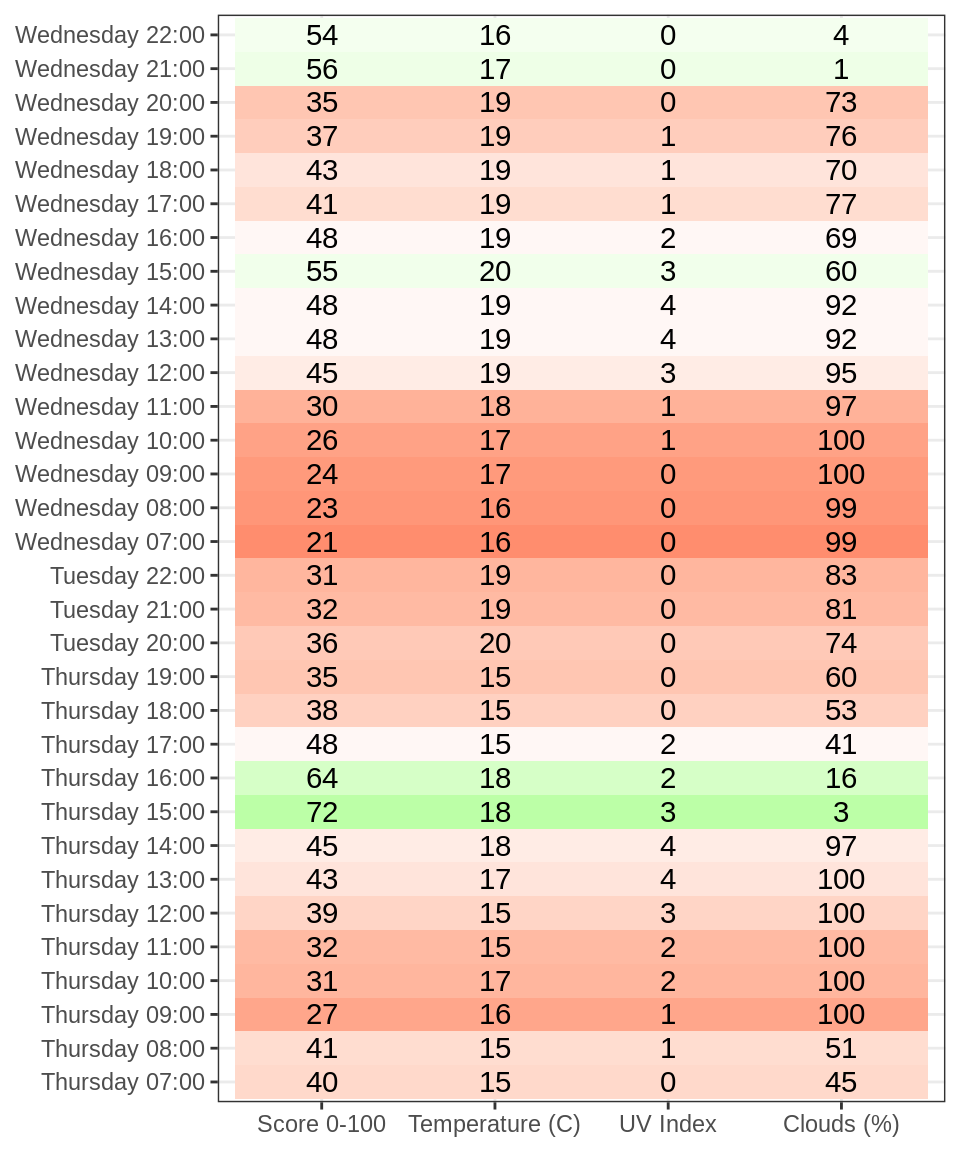 Wednesday 22:00 54 16 0 4
Wednesday 21:00 56 17 0 1
Wednesday 20:00 35 19 0 73
Wednesday 19:00 37 19 1 76
Wednesday 18:00 43 19 1 70
Wednesday 17:00 41 19 1 77
Wednesday 16:00 48 19 2 69
Wednesday 15:00 55 20 3 60
Wednesday 14:00 48 19 4 92
Wednesday 13:00 48 19 4 92
Wednesday 12:00 45 19 3 95
Wednesday 11:00 30 18 1 97
Wednesday 10:00 26 17 1 100
Wednesday 09:00 24 17 0 100
Wednesday 08:00 23 16 0 99
Wednesday 07:00 21 16 0 99
Tuesday 22:00 31 19 0 83
Tuesday 21:00 32 19 0 81
Tuesday 20:00 36 20 0 74
Thursday 19:00 35 15 0 60
Thursday 18:00 38 15 0 53
Thursday 17:00 48 15 2 41
Thursday 16:00 64 18 2 16
Thursday 15:00 72 18 3 3
Thursday 14:00 45 18 4 97
Thursday 13:00 43 17 4 100
Thursday 12:00 39 15 3 100
Thursday 11:00 32 15 2 100
Thursday 10:00 31 17 2 100
Thursday 09:00 27 16 1 100
Thursday 08:00 41 15 1 51
Thursday 07:00 40 15 0 45
Score 0-100 Temperature (C) UV Index Clouds (%)